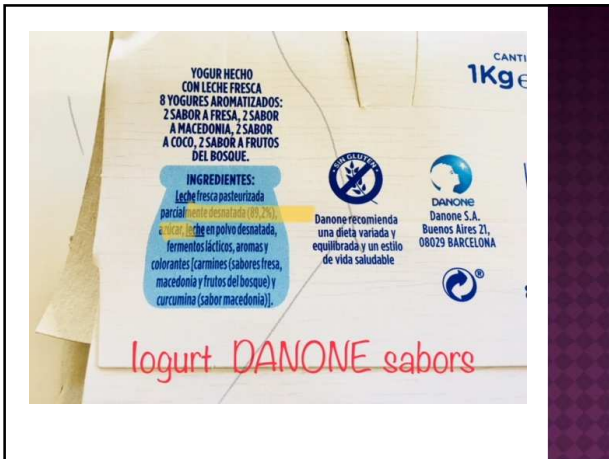 YOGUR HECHO
CON LECHE FRESCA
8 YOGURES AROMATIZADOS:
2 SABOR A FRESA, 2 SABOR
A MACEDONIA, 2 SABOR
A COCO, 2 SABOR A FRUTOS
DEL BOSQUE.
INGREDIENTES:
Leche fresca pasteurizada
parcialmente desnatada (89,2%),
azúcar, leche en polvo desnatada,
fermentos lácticos, aromas y
colorantes [carmines (sabores fresa,
macedonia y frutos del bosque) y
curcumina (sabor macedonia)].
SIN GLUTEN
Danone recomienda
una dieta variada y
equilibrada y un estilo
de vida saludable
CANTI
1Kg e
DANONE
Danone S.A.
Buenos Aires 21,
08029 BARCELONA
®
Iogurt DANONE sabors